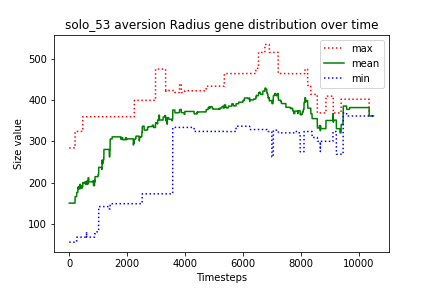 solo_53 aversion Radius gene distribution over time
max
mean
min
Size value
500
400
300
200
100
0
2000
4000
6000
8000
10000
Timesteps